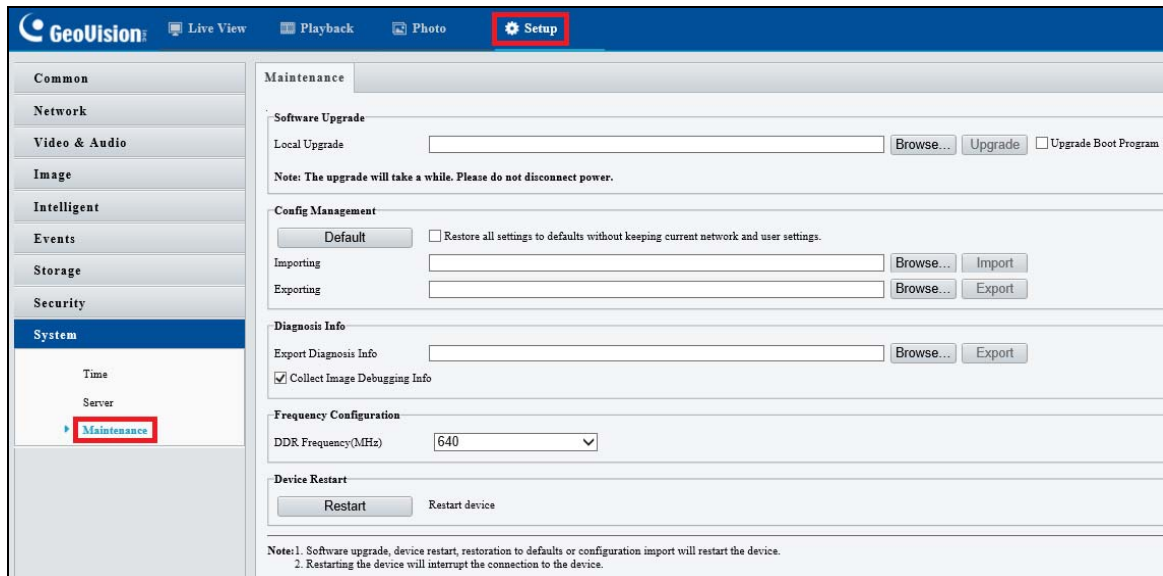 GeoVision Inc Live View Playback Photo Setup
Common
Network
Video & Audio
Image
Intelligent
Events
Storage
Security
System
Time
Server
Maintenance
Maintenance
Software Upgrade
Local Upgrade Browse... Upgrade Upgrade Boot Program
Note: The upgrade will take a while. Please do not disconnect power.
Config Management
Default Restore all settings to defaults without keeping current network and user settings.
Importing Browse... Import
Exporting Browse... Export
Diagnosis Info
Export Diagnosis Info Browse... Export
Collect Image Debugging Info
Frequency Configuration
DDR Frequency(MHz) 640
Device Restart
Restart Restart device
Note:1. Software upgrade, device restart, restoration to defaults or configuration import will restart the device.
2. Restarting the device will interrupt the connection to the device.